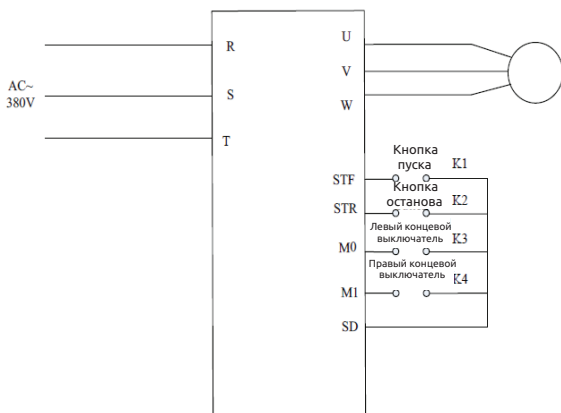 AC~
380V
R
S
T
U
V
W
Кнопка
пуска
K1
STF
Кнопка
останова
K2
STR
Левый концевой
выключатель
K3
M0
Правый концевой
выключатель
K4
M1
SD